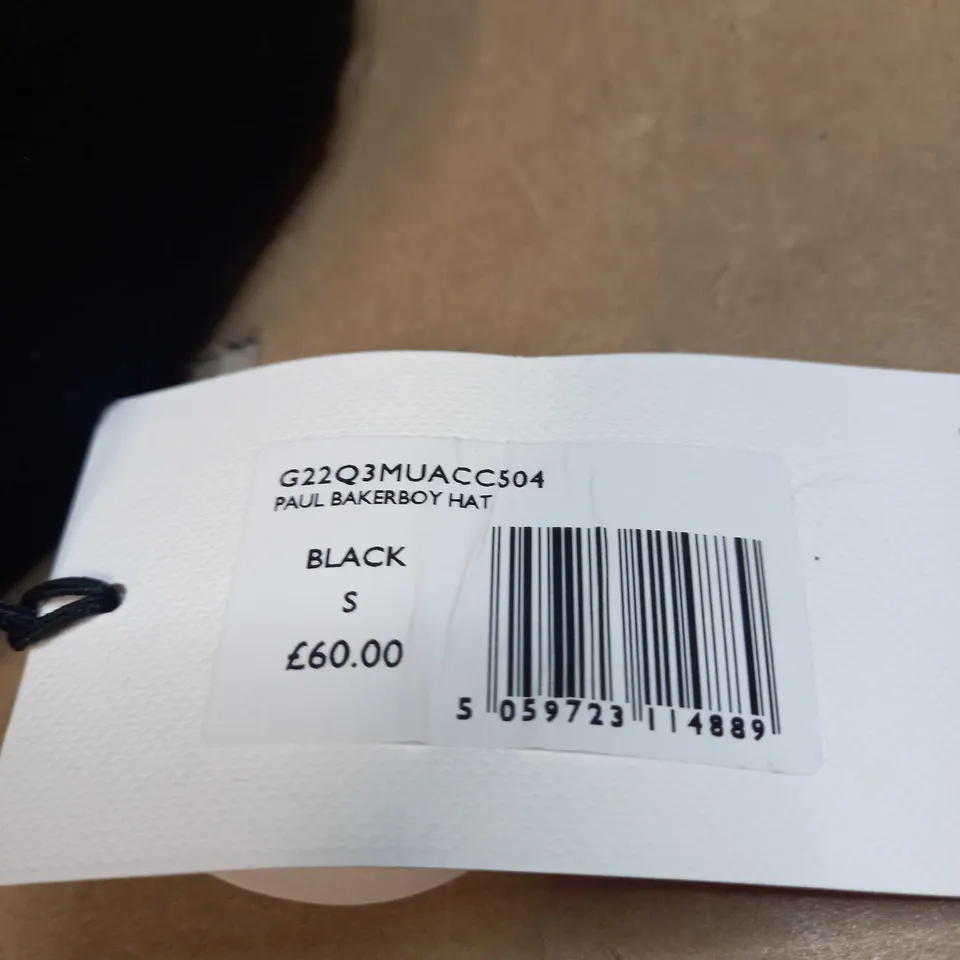 G22Q3MUACC504
PAUL BAKERBOY HAT
BLACK
S
£60.00
5 059723 114889